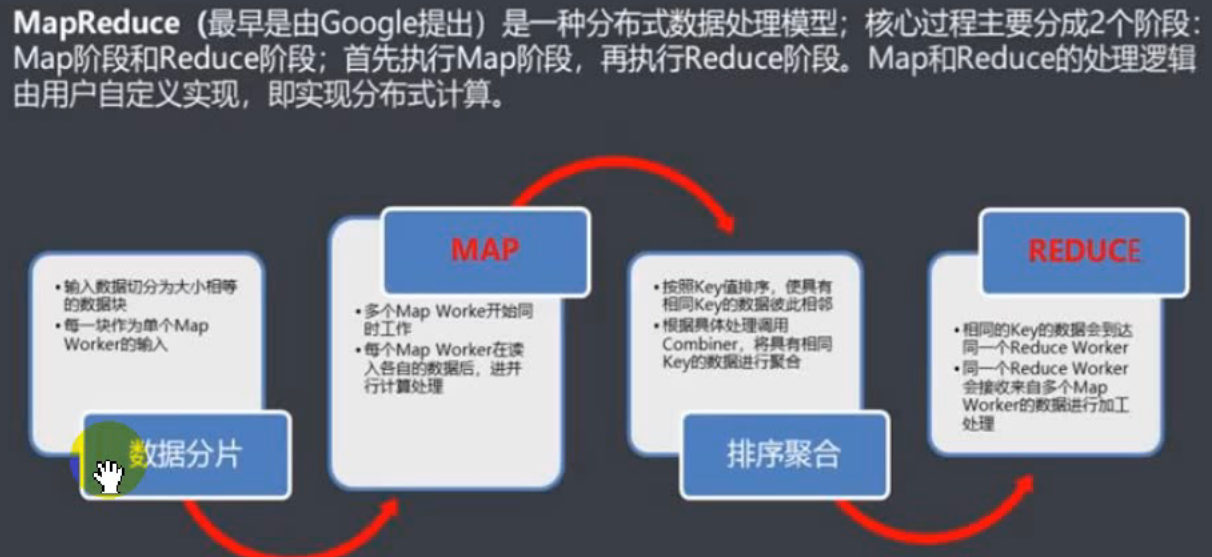 MapReduce（最早是由Google提出）是一种分布式数据处理模型；核心过程主要分成2个阶段：
Map阶段和Reduce阶段；首先执行Map阶段，再执行Reduce阶段。Map和Reduce的处理逻辑
由用户自定义实现，即实现分布式计算。
•输入数据切分为大小相等
的数据块
•每一块作为单个Map
Worker的输入
数据分片
MAP
•多个Map Worke开始同
时工作
•每个Map Worker在读
入各自的数据后，进并
行计算处理
•按照Key值排序，使具有
相同Key的数据彼此相邻
•根据具体处理调用
Combiner，将具有相同
Key的数据进行聚合
排序聚合
REDUCE
•相同的Key的数据会到达
同一个Reduce Worker
•同一个Reduce Worker
会接收来自多个Map
Worker的数据进行加工
处理